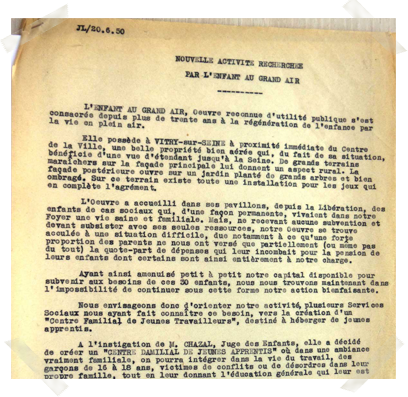 JL/20.6.50
NOUVELLE ACTIVITE RECHERCHEE
PAR L'ENFANT AU GRAND AIR
L'ENFANT AU GRAND AIR, Oeuvre reconnue d'utilité publique s'est
consacrée depuis plus de trente ans à la régénération de l'enfance par
la vie en plein air.
Elle possède à VITRY-sur-SEINE à proximité immédiate du Centre
de la Ville, une belle propriété bien aérée qui, du fait de sa situation,
bénéficie d'une vue d'étendant jusqu'à la Seine. De grands terrains
maraichers sur la façade principale lui donnent un aspect rural. La
façade postérieure ouvre sur un jardin planté de grands arbres et bien
ombragé. Sur ce terrain existe toute une installation pour les jeux qui
en complète l'agrément.
L'Oeuvre a accueilli dans ses pavillons, depuis la Libération, des
enfants de cas sociaux qui, d'une façon permanente, vivaient dans notre
Foyer une vie saine et familiale. Mais, ne recevant aucune subvention et
devant subsister avec ses seules ressources, notre Oeuvre se trouve
acculée à une situation difficile, due notamment à ce qu'une forte
proportion des parents ne nous ont versé que partiellement (ou même pas
du tout) la quote-part de dépenses qui leur incombait pour la pension de
leurs enfants dont certains sont ainsi entièrement à notre charge.
Ayant ainsi amenuisé petit à petit notre capital disponible pour
subvenir aux besoins de ces 50 enfants, nous nous trouvons maintenant dans
l'impossibilité de continuer sous cette forme notre action bienfaisante.
Nous envisageons donc d'orienter notre activité, plusieurs Services
Sociaux nous ayant fait connaître ce besoin, vers la création d'un
"Centre Familial de Jeunes Travailleurs", destiné à héberger de jeunes
apprentis.
A l'instigation de M. CHAZAL, Juge des Enfants, elle a décidé
de créer un "CENTRE DAMILIAL DE JEUNES APPRENTIS" où dans une ambiance
vraiment familiale, on pourra intégrer dans la vie du travail, des
garçons de 16 à 18 ans, victimes de conflits ou de désordres dans leur
propre famille, tout en leur donnant l'éducation générale qui leur est